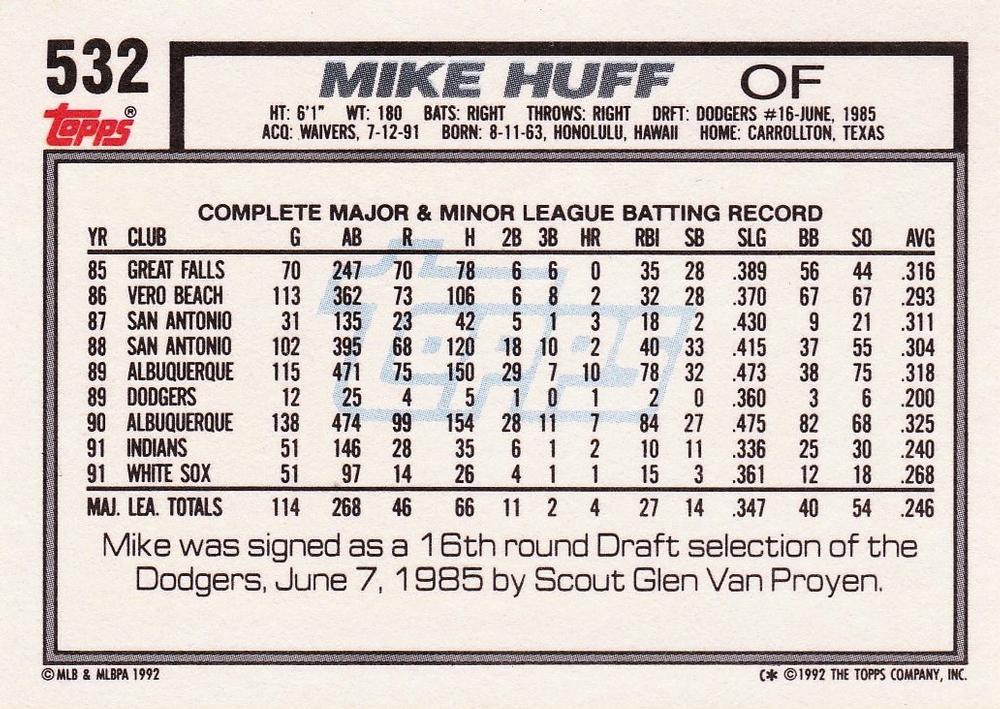 532
MIKE HUFF OF
Topps®
HT: 6'1" WT: 180 BATS: RIGHT THROWS: RIGHT DRFT: DODGERS #16-JUNE, 1985
ACQ: WAIVERS, 7-12-91 BORN: 8-11-63, HONOLULU, HAWAII HOME: CARROLLTON, TEXAS
Topps
COMPLETE MAJOR & MINOR LEAGUE BATTING RECORD
YR CLUB G AB R H 2B 3B HR RBI SB SLG BB SO AVG
85 GREAT FALLS 70 247 70 78 6 6 0 35 28 .389 56 44 .316
86 VERO BEACH 113 362 73 106 6 8 2 32 28 .370 67 67 .293
87 SAN ANTONIO 31 135 23 42 5 1 3 18 2 .430 9 21 .311
88 SAN ANTONIO 102 395 68 120 18 10 2 40 33 .415 37 55 .304
89 ALBUQUERQUE 115 471 75 150 29 7 10 78 32 .473 38 75 .318
89 DODGERS 12 25 4 5 1 0 1 2 0 .360 3 6 .200
90 ALBUQUERQUE 138 474 99 154 28 11 7 84 27 .475 82 68 .325
91 INDIANS 51 146 28 35 6 1 2 10 11 .336 25 30 .240
91 WHITE SOX 51 97 14 26 4 1 1 15 3 .361 12 18 .268
MAJ. LEA. TOTALS 114 268 46 66 11 2 4 27 14 .347 40 54 .246
Mike was signed as a 16th round Draft selection of the
Dodgers, June 7, 1985 by Scout Glen Van Proyen.
©MLB & MLBPA 1992 C* ©1992 THE TOPPS COMPANY, INC.